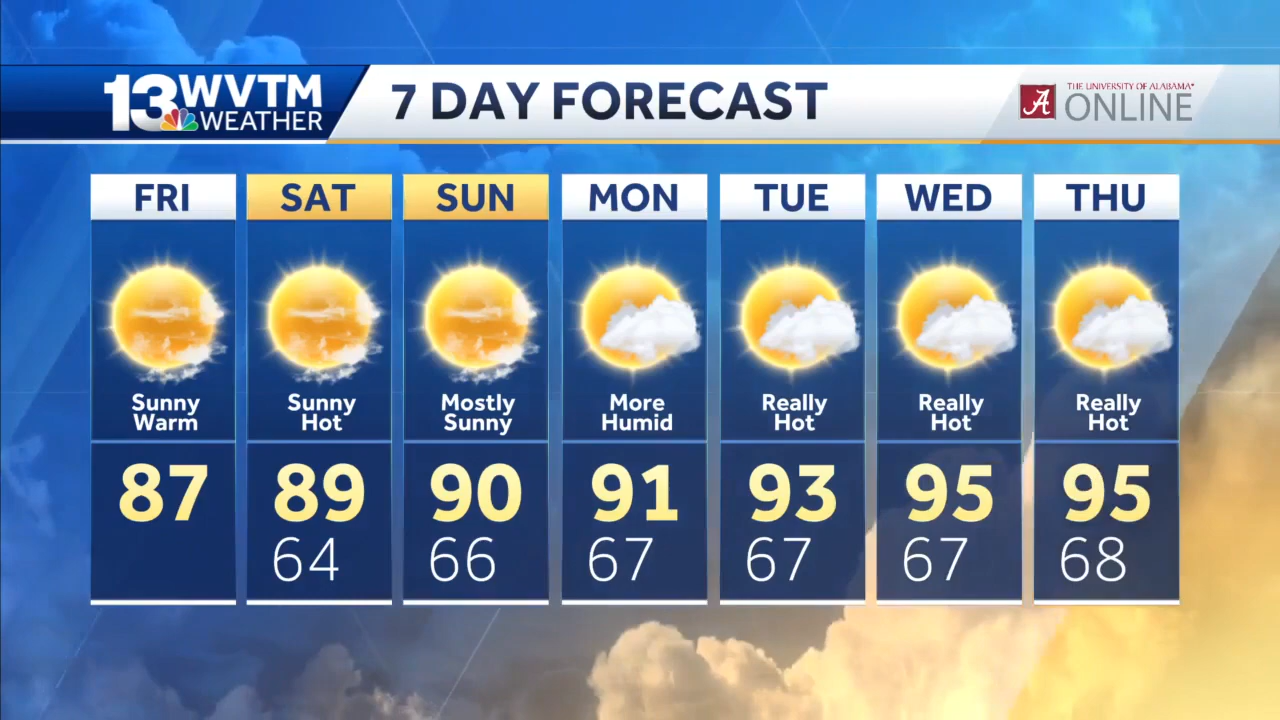 13 WVTM
WEATHER
7 DAY FORECAST
A
THE UNIVERSITY OF ALABAMA®
ONLINE
FRI
SAT
SUN
MON
TUE
WED
THU
Sunny
Warm
Sunny
Hot
Mostly
Sunny
More
Humid
Really
Hot
Really
Hot
Really
Hot
87
89
90
91
93
95
95
64
66
67
67
67
68